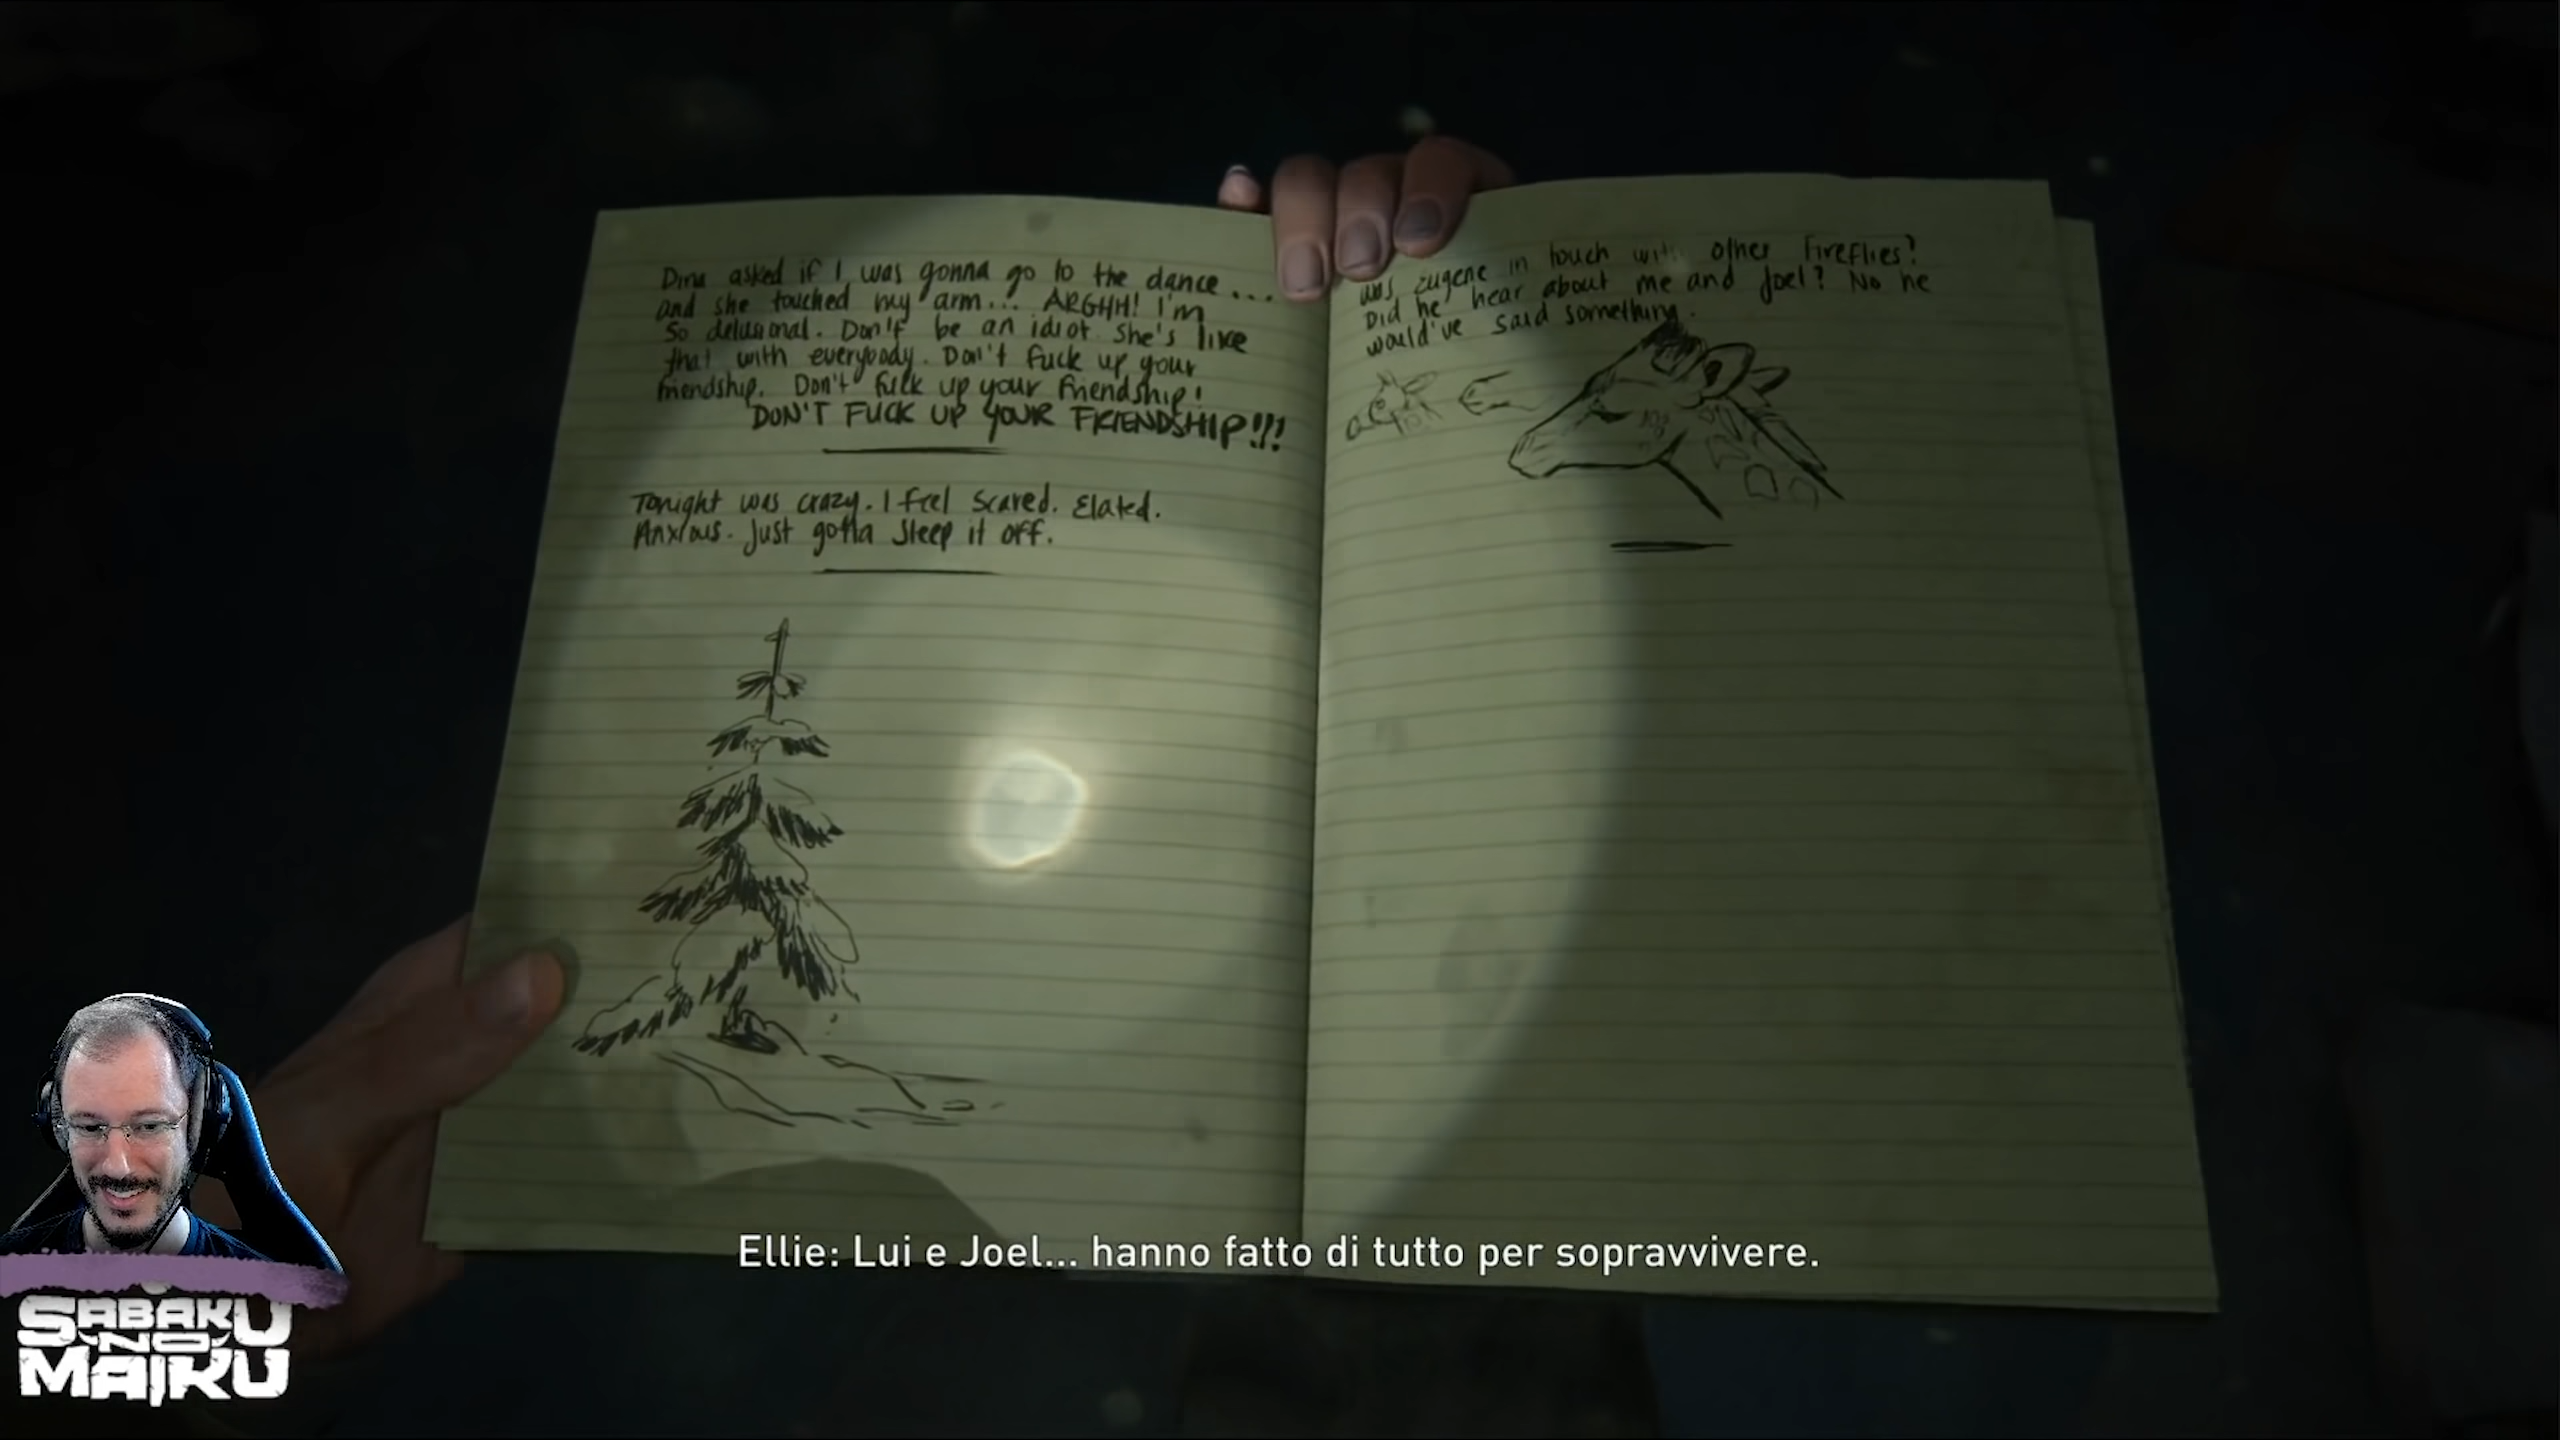 Dina asked if I was gonna go to the dance...
and she touched my arm... ARGHH! I'm
so delusional. Don't be an idiot. She's like
that with everybody. Don't fuck up your
friendship. Don't fuck up your friendship!
DON'T FUCK UP YOUR FRIENDSHIP!!!
Tonight was crazy. I feel scared. Elated.
Anxious. Just gotta sleep it off.
Was Eugene in touch with other Fireflies?
Did he hear about me and Joel? No he
would've said something.
Ellie: Lui e Joel... hanno fatto di tutto per sopravvivere.
SABAKU
NO
MAIKU